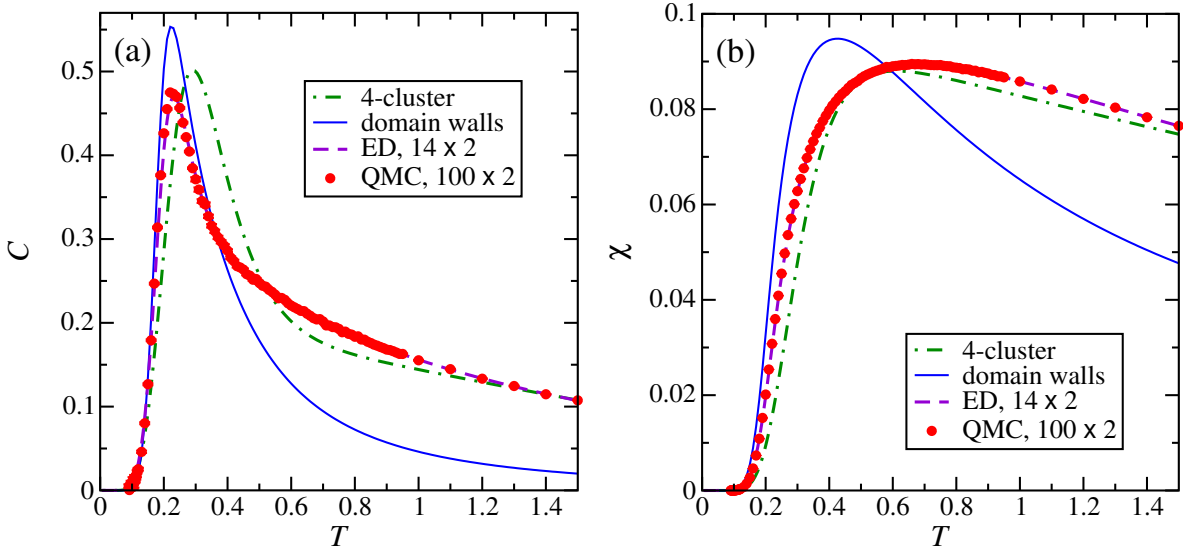 (a)
0.5
0.4
0.3
0.2
0.1
0
C
4-cluster
domain walls
ED, 14 x 2
QMC, 100 x 2
0 0.2 0.4 0.6 0.8 1 1.2 1.4
T
(b)
0.1
0.08
0.06
0.04
0.02
0
χ
4-cluster
domain walls
ED, 14 x 2
QMC, 100 x 2
0 0.2 0.4 0.6 0.8 1 1.2 1.4
T